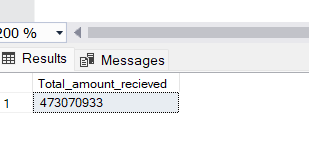 200 %
Results Messages
Total_amount_recieved
1 473070933